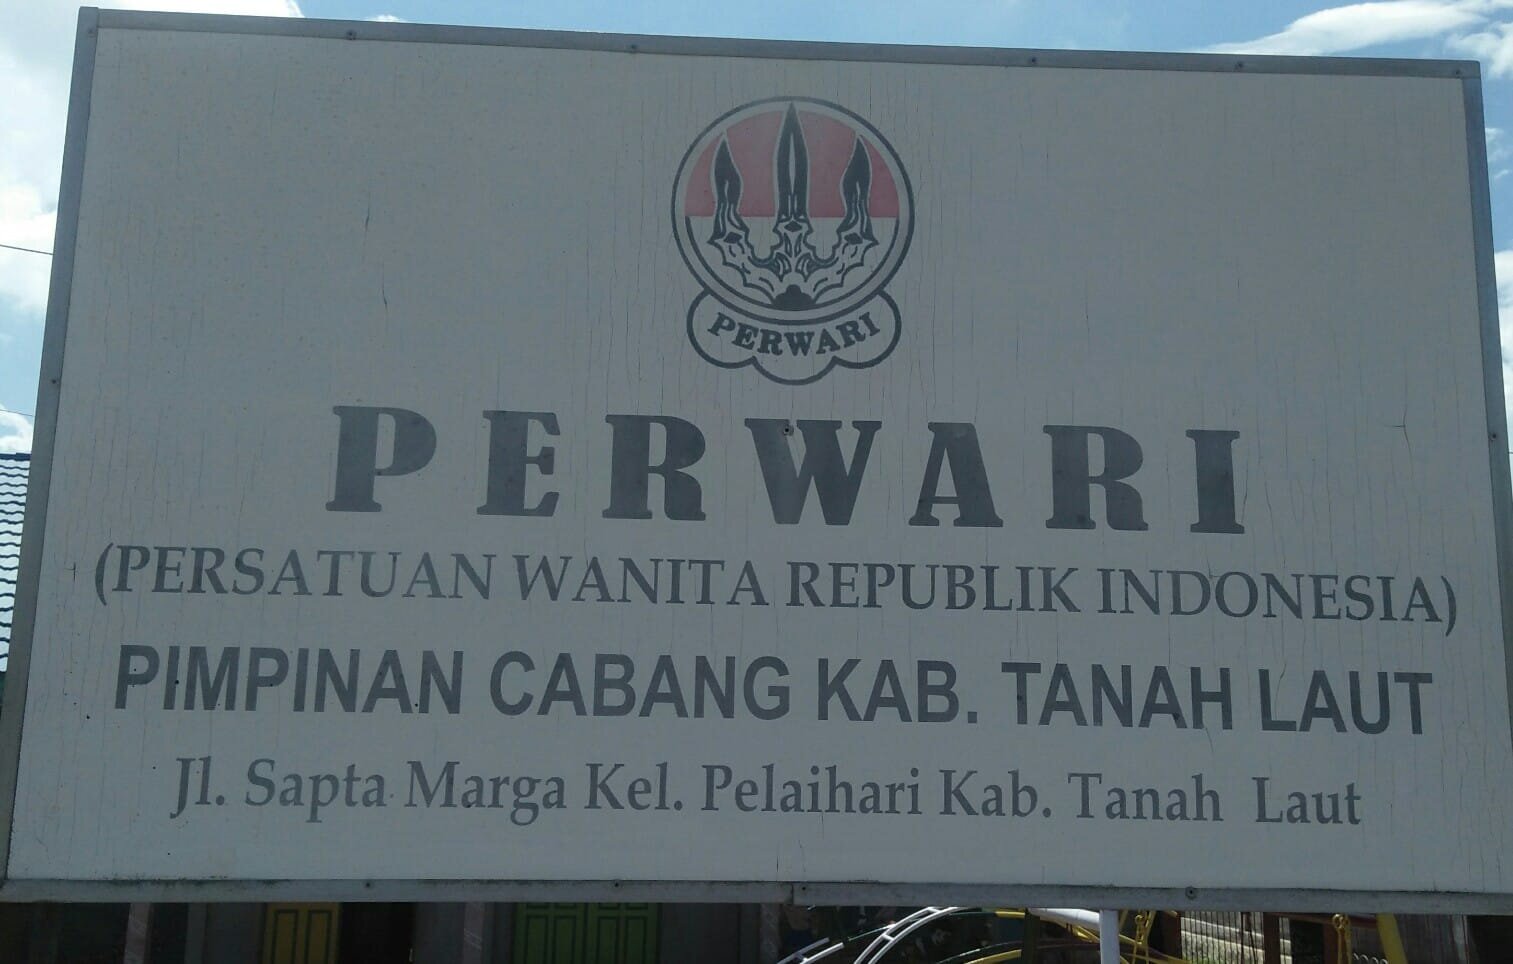 PERWARI
PERWARI
(PERSATUAN WANITA REPUBLIK INDONESIA)
PIMPINAN CABANG KAB. TANAH LAUT
Jl. Sapta Marga Kel. Pelaihari Kab. Tanah Laut